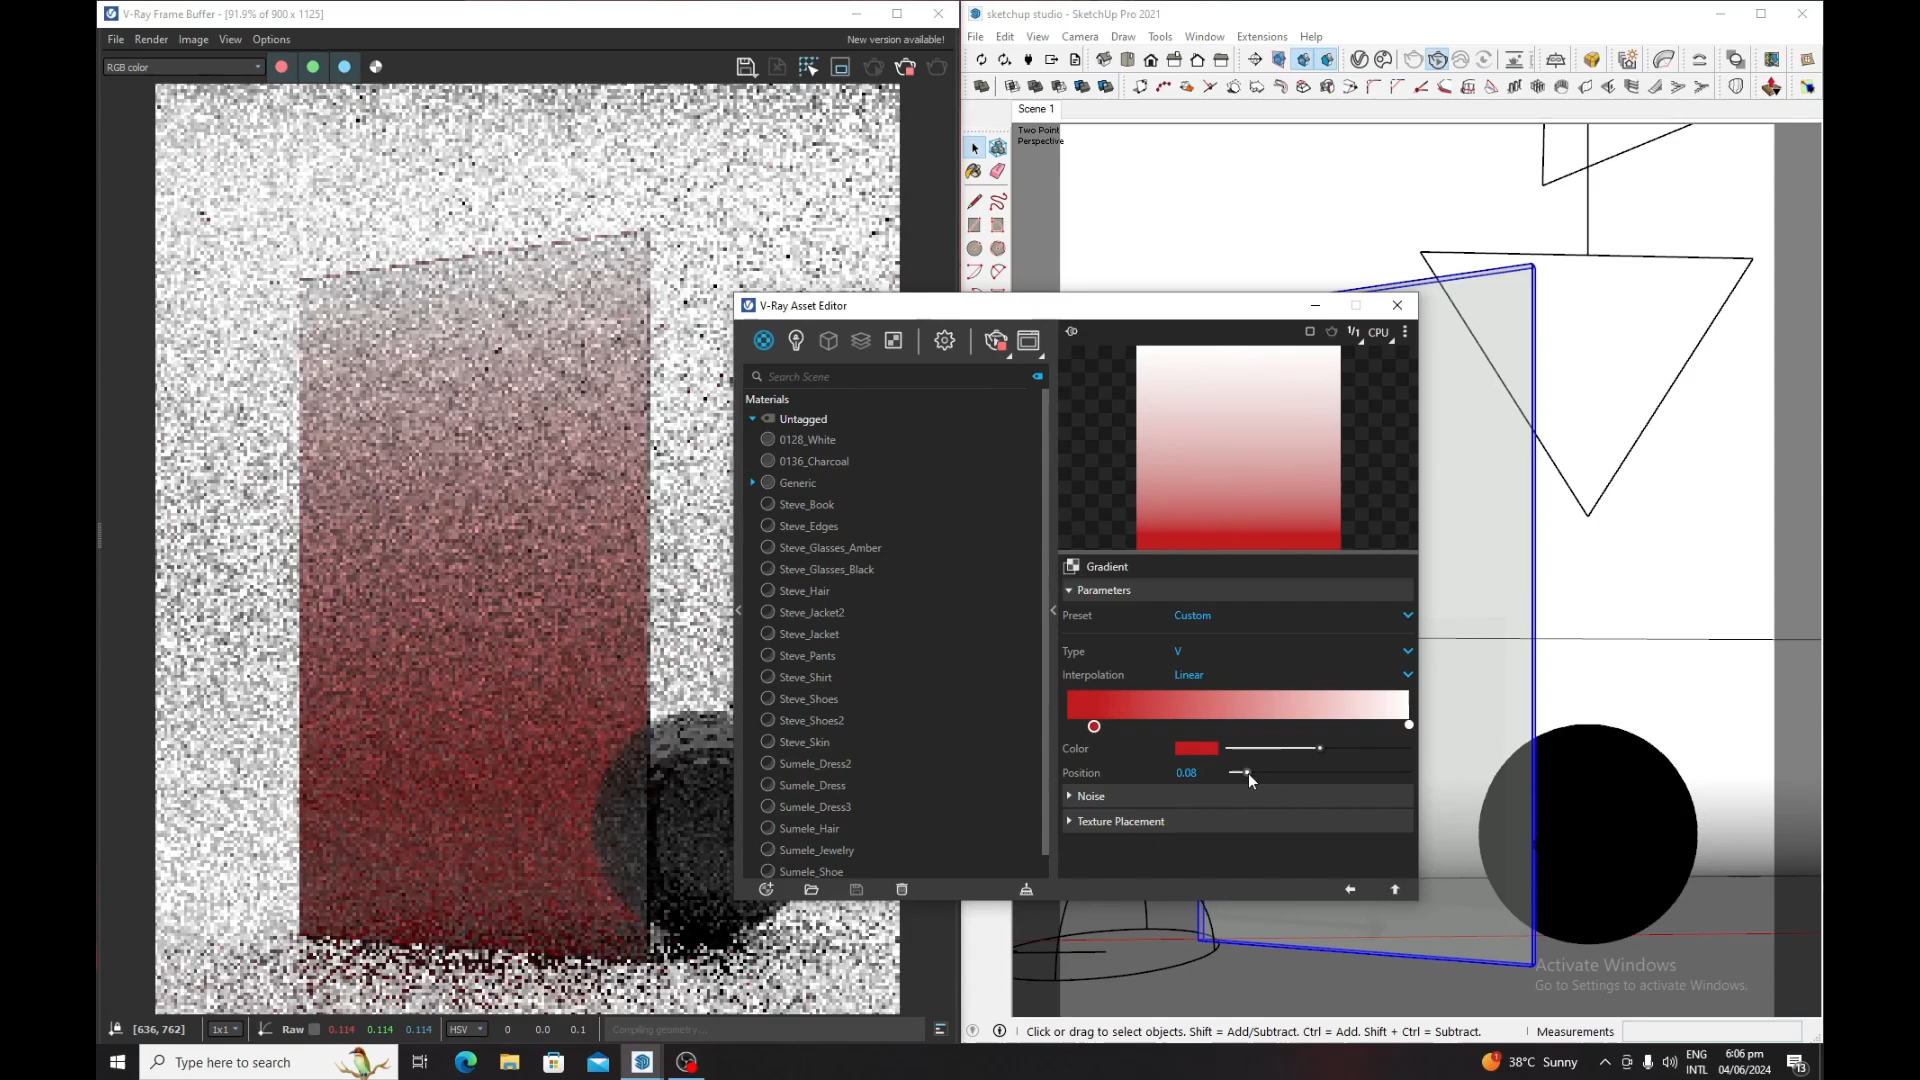 V-Ray Frame Buffer - [91.9% of 900 x 1125]
File Render Image View Options
New version available!
RGB color
sketchup studio - SketchUp Pro 2021
File Edit View Camera Draw Tools Window Extensions Help
Scene 1
Two Point
Perspective
V-Ray Asset Editor
1/1 CPU
Search Scene
Materials
Untagged
0128_White
0136_Charcoal
Generic
Steve_Book
Steve_Edges
Steve_Glasses_Amber
Steve_Glasses_Black
Steve_Hair
Steve_Jacket2
Steve_Jacket
Steve_Pants
Steve_Shirt
Steve_Shoes
Steve_Shoes2
Steve_Skin
Sumele_Dress2
Sumele_Dress
Sumele_Dress3
Sumele_Hair
Sumele_Jewelry
Sumele_Shoe
Gradient
Parameters
Preset Custom
Type V
Interpolation Linear
Color
Position 0.08
Noise
Texture Placement
Activate Windows
Go to Settings to activate Windows.
[636, 762] 1x1 Raw 0.114 0.114 0.114 HSV 0 0.0 0.1 Compiling geometry...
Click or drag to select objects. Shift = Add/Subtract. Ctrl = Add. Shift + Ctrl = Subtract. Measurements
Type here to search
1 38°C Sunny
ENG
INTL
6:06 pm
04/06/2024
13